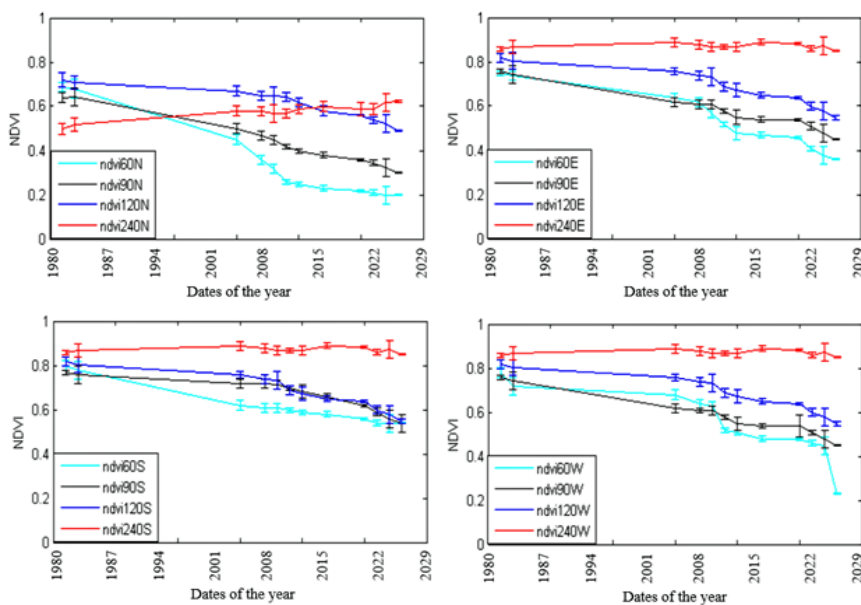 1
0.8
0.6
0.4
0.2
0
NDVI
ndvi60N
ndvi90N
ndvi120N
ndvi240N
1980
1987
1994
2001
2008
2015
2022
2029
Dates of the year
1
0.8
0.6
0.4
0.2
0
NDVI
ndvi60E
ndvi90E
ndvi120E
ndvi240E
1980
1987
1994
2001
2008
2015
2022
2029
Dates of the year
1
0.8
0.6
0.4
0.2
0
NDVI
ndvi60S
ndvi90S
ndvi120S
ndvi240S
1980
1987
1994
2001
2008
2015
2022
2029
Dates of the year
1
0.8
0.6
0.4
0.2
0
NDVI
ndvi60W
ndvi90W
ndvi120W
ndvi240W
1980
1987
1994
2001
2008
2015
2022
2029
Dates of the year